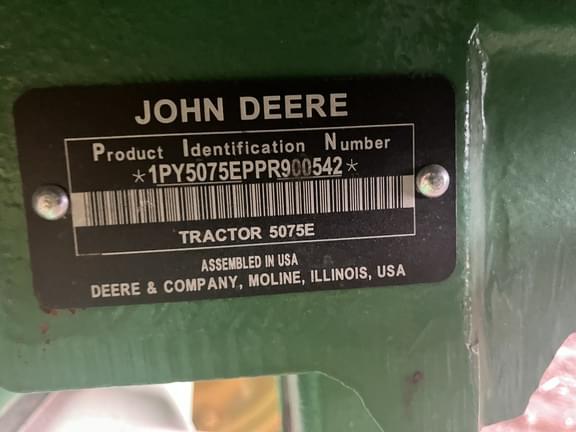 JOHN DEERE
Product Identification Number
*1PY5075EPPR900542*
TRACTOR 5075E
ASSEMBLED IN USA
DEERE & COMPANY, MOLINE, ILLINOIS, USA